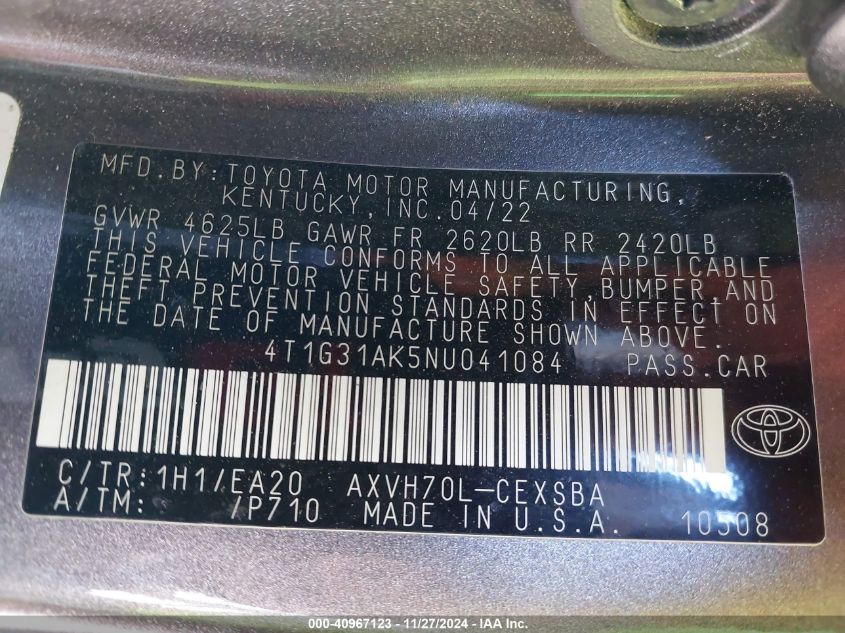 MFD.BY:TOYOTA MOTOR MANUFACTURING,
KENTUCKY, INC.04/22
GVWR 4625LB GAWR FR 2620LB RR 2420LB
THIS VEHICLE CONFORMS TO ALL APPLICABLE
FEDERAL MOTOR VEHICLE SAFETY,BUMPER,AND
THEFT PREVENTION STANDARDS IN EFFECT ON
THE DATE OF MANUFACTURE SHOWN ABOVE.
4T1G31AK5NU041084 PASS.CAR
C/TR:1H1/EA20 AXVH70L-CEXSBA
A/TM: /P710 MADE IN U.S.A. 10508
000-40967123 — 11/27/2024 — IAA Inc.